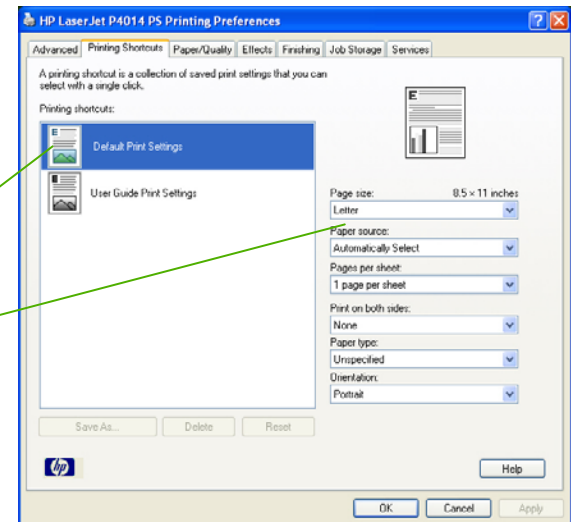 HP LaserJet P4014 PS Printing Preferences
Advanced Printing Shortcuts Paper/Quality Effects Finishing Job Storage Services
A printing shortcut is a collection of saved print settings that you can
select with a single click.
Printing shortcuts:
E
Default Print Settings
E
User Guide Print Settings
E
Page size: 8.5 × 11 inches
Letter
Paper source:
Automatically Select
Pages per sheet:
1 page per sheet
Print on both sides:
None
Paper type:
Unspecified
Orientation:
Portrait
Save As... Delete Reset
hp
Help
OK Cancel Apply